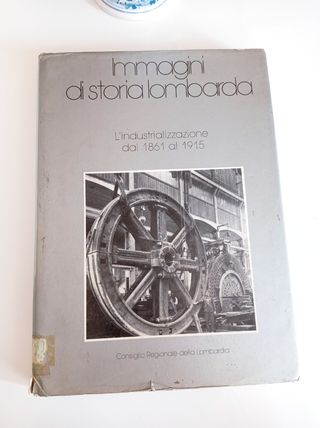 Immagini
di storia lombarda
L'industrializzazione
dal 1861 al 1915
Consiglio Regionale della Lombardia